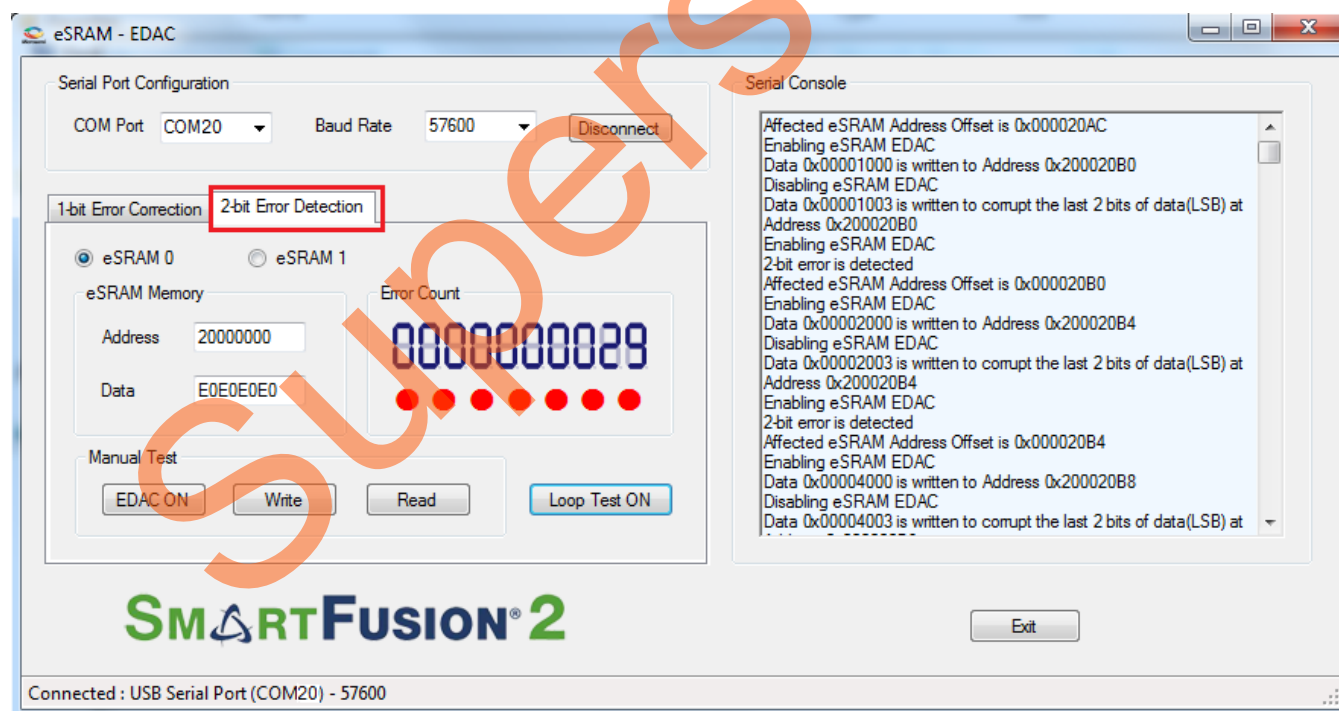 eSRAM - EDAC
Serial Port Configuration
COM Port COM20 Baud Rate 57600 Disconnect
1-bit Error Correction 2-bit Error Detection
eSRAM 0 eSRAM 1
eSRAM Memory Error Count
Address 20000000
0000000029
Data E0E0E0E0
Manual Test
EDAC ON Write Read Loop Test ON
Serial Console
Affected eSRAM Address Offset is 0x000020AC
Enabling eSRAM EDAC
Data 0x00001000 is written to Address 0x200020B0
Disabling eSRAM EDAC
Data 0x00001003 is written to corrupt the last 2 bits of data(LSB) at
Address 0x200020B0
Enabling eSRAM EDAC
2-bit error is detected
Affected eSRAM Address Offset is 0x000020B0
Enabling eSRAM EDAC
Data 0x00002000 is written to Address 0x200020B4
Disabling eSRAM EDAC
Data 0x00002003 is written to corrupt the last 2 bits of data(LSB) at
Address 0x200020B4
Enabling eSRAM EDAC
2-bit error is detected
Affected eSRAM Address Offset is 0x000020B4
Enabling eSRAM EDAC
Data 0x00004000 is written to Address 0x200020B8
Disabling eSRAM EDAC
Data 0x00004003 is written to corrupt the last 2 bits of data(LSB) at
SMARTFUSION® 2
Exit
Connected : USB Serial Port (COM20) - 57600
Supers